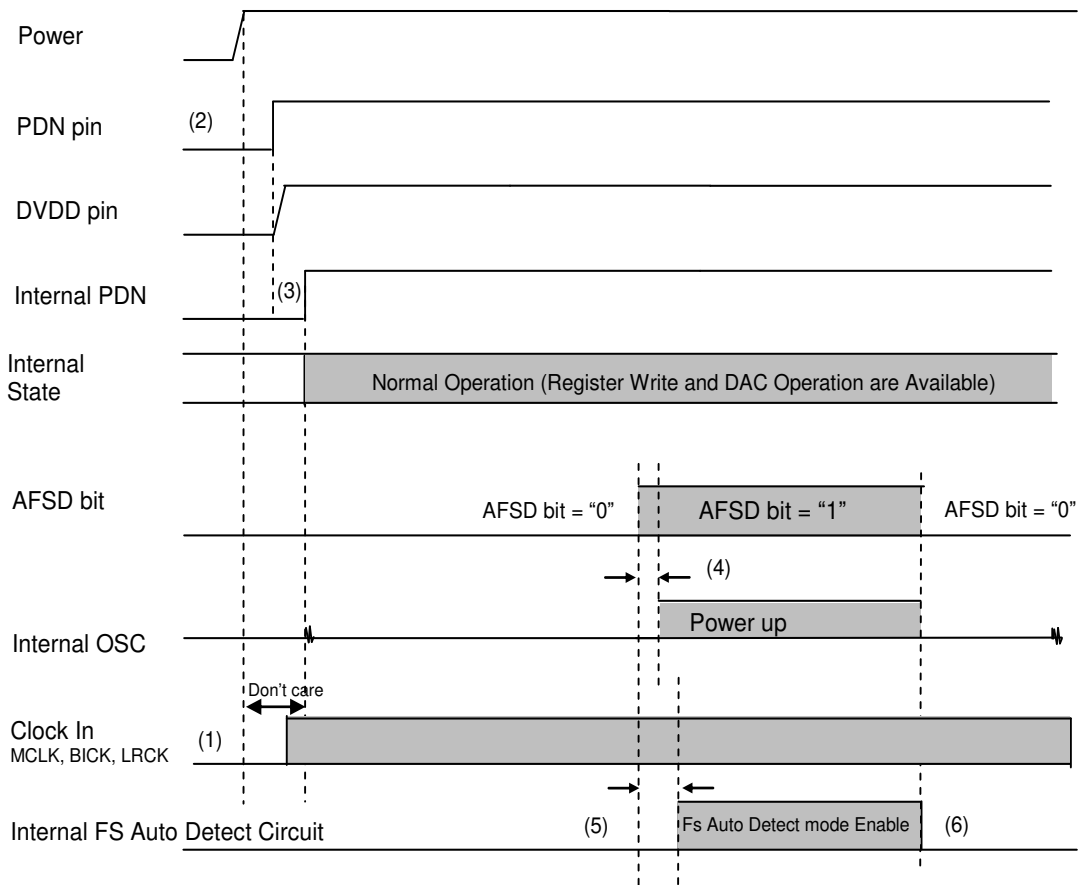 Power
PDN pin
(2)
DVDD pin
Internal PDN
(3)
Internal
State
Normal Operation (Register Write and DAC Operation are Available)
AFSD bit
AFSD bit = “0”
AFSD bit = “1”
AFSD bit = “0”
(4)
Internal OSC
Power up
Don’t care
Clock In
MCLK, BICK, LRCK
(1)
Internal FS Auto Detect Circuit
(5)
Fs Auto Detect mode Enable
(6)